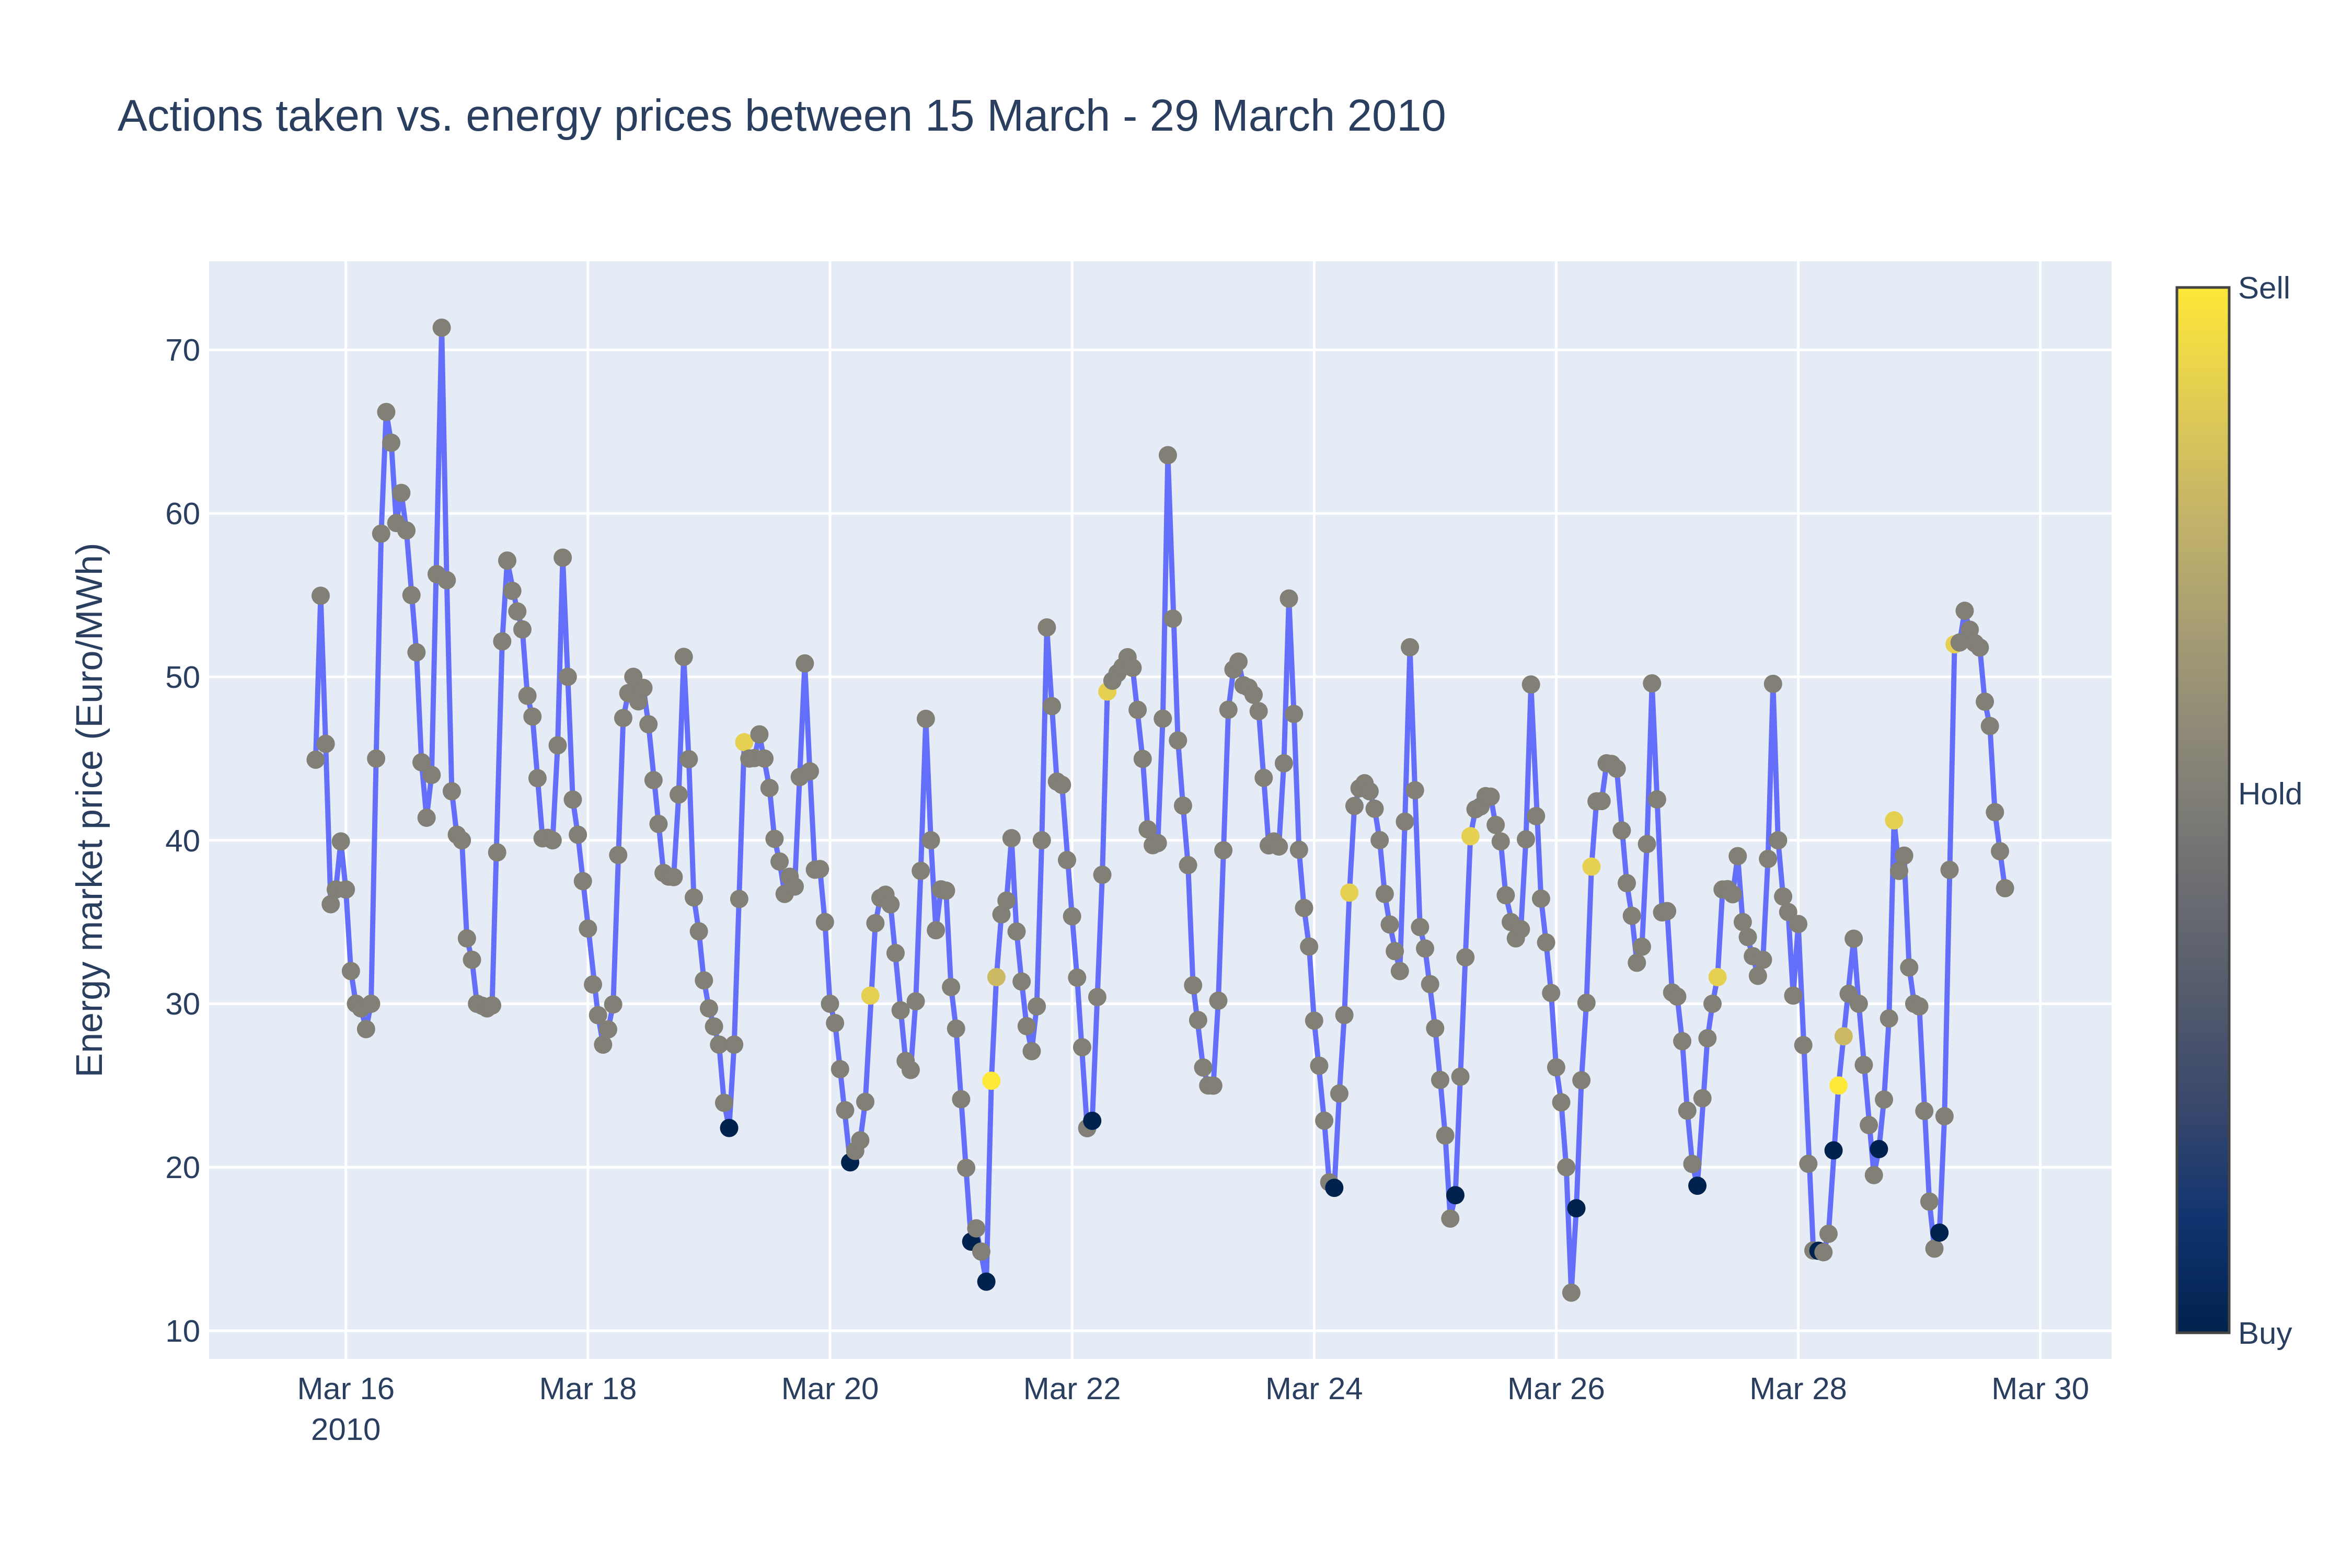 Actions taken vs. energy prices between 15 March - 29 March 2010
Energy market price (Euro/MWh)
70
60
50
40
30
20
10
Mar 16
2010
Mar 18
Mar 20
Mar 22
Mar 24
Mar 26
Mar 28
Mar 30
Sell
Hold
Buy